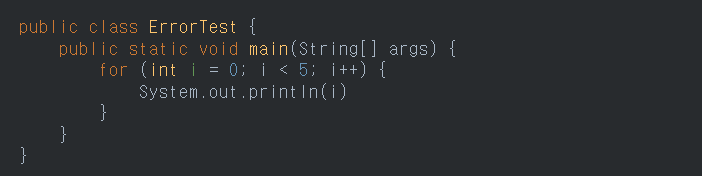 public class ErrorTest {
    public static void main(String[] args) {
        for (int i = 0; i < 5; i++) {
            System.out.println(i)
        }
    }
}